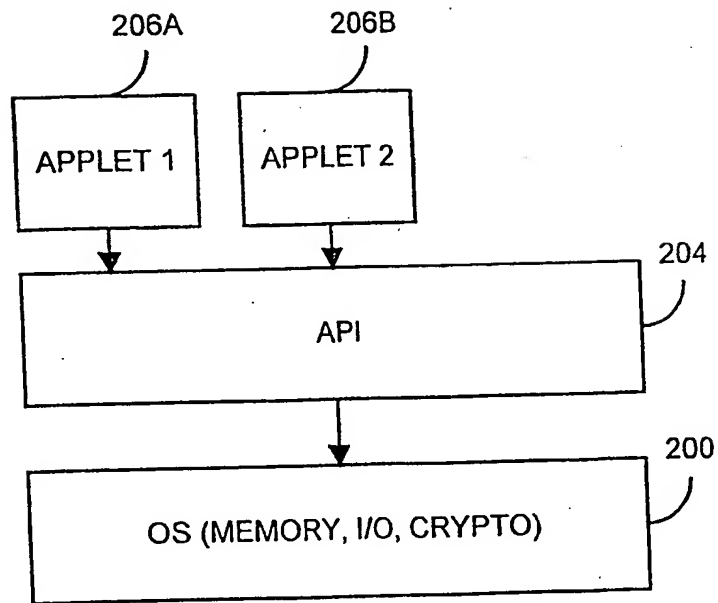 206A
206B
APPLET 1
APPLET 2
204
API
200
OS (MEMORY, I/O, CRYPTO)